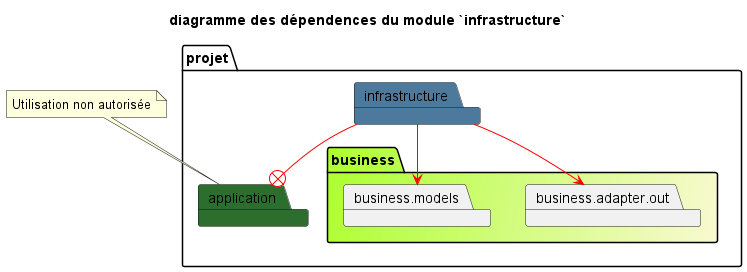 diagramme des dépendences du module `infrastructure`
projet
Utilisation non autorisée
infrastructure
business
application
business.models
business.adapter.out